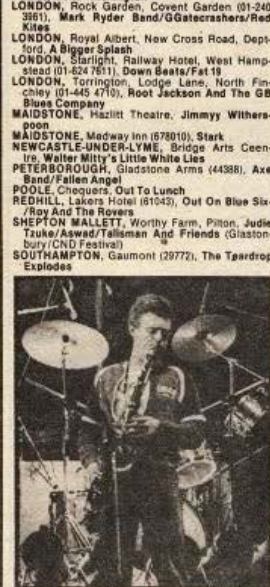 LONDON, Rock Garden, Covent Garden (01-240
3961), Mark Ryder Band/GGatecrashers/Red
Kites
LONDON, Royal Albert, New Cross Road, Dept-
ford, A Bigger Splash
LONDON, Starlight, Railway Hotel, West Hamp-
stead (01-624 7611), Down Beats/Fat 19
LONDON, Torrington, Lodge Lane, North Fin-
chley (01-445 4710), Root Jackson And The GB
Blues Company
MAIDSTONE, Hazlitt Theatre, Jimmyy Withers-
poon
MAIDSTONE, Medway Inn (678010), Stark
NEWCASTLE-UNDER-LYME, Bridge Arts Ceen-
tre, Walter Mitty's Little White Lies
PETERBOROUGH, Gladstone Arms (44388), Axe
Band/Fallen Angel
POOLE, Chequers, Out To Lunch
REDHILL, Lakers Hotel (61043), Out On Blue Six
/Roy And The Rovers
SHEPTON MALLETT, Worthy Farm, Pilton, Judie
Tzuke/Aswad/Talisman And Friends (Glaston-
bury/CND Festival)
SOUTHAMPTON, Gaumont (29772), The Teardrop
Explodes